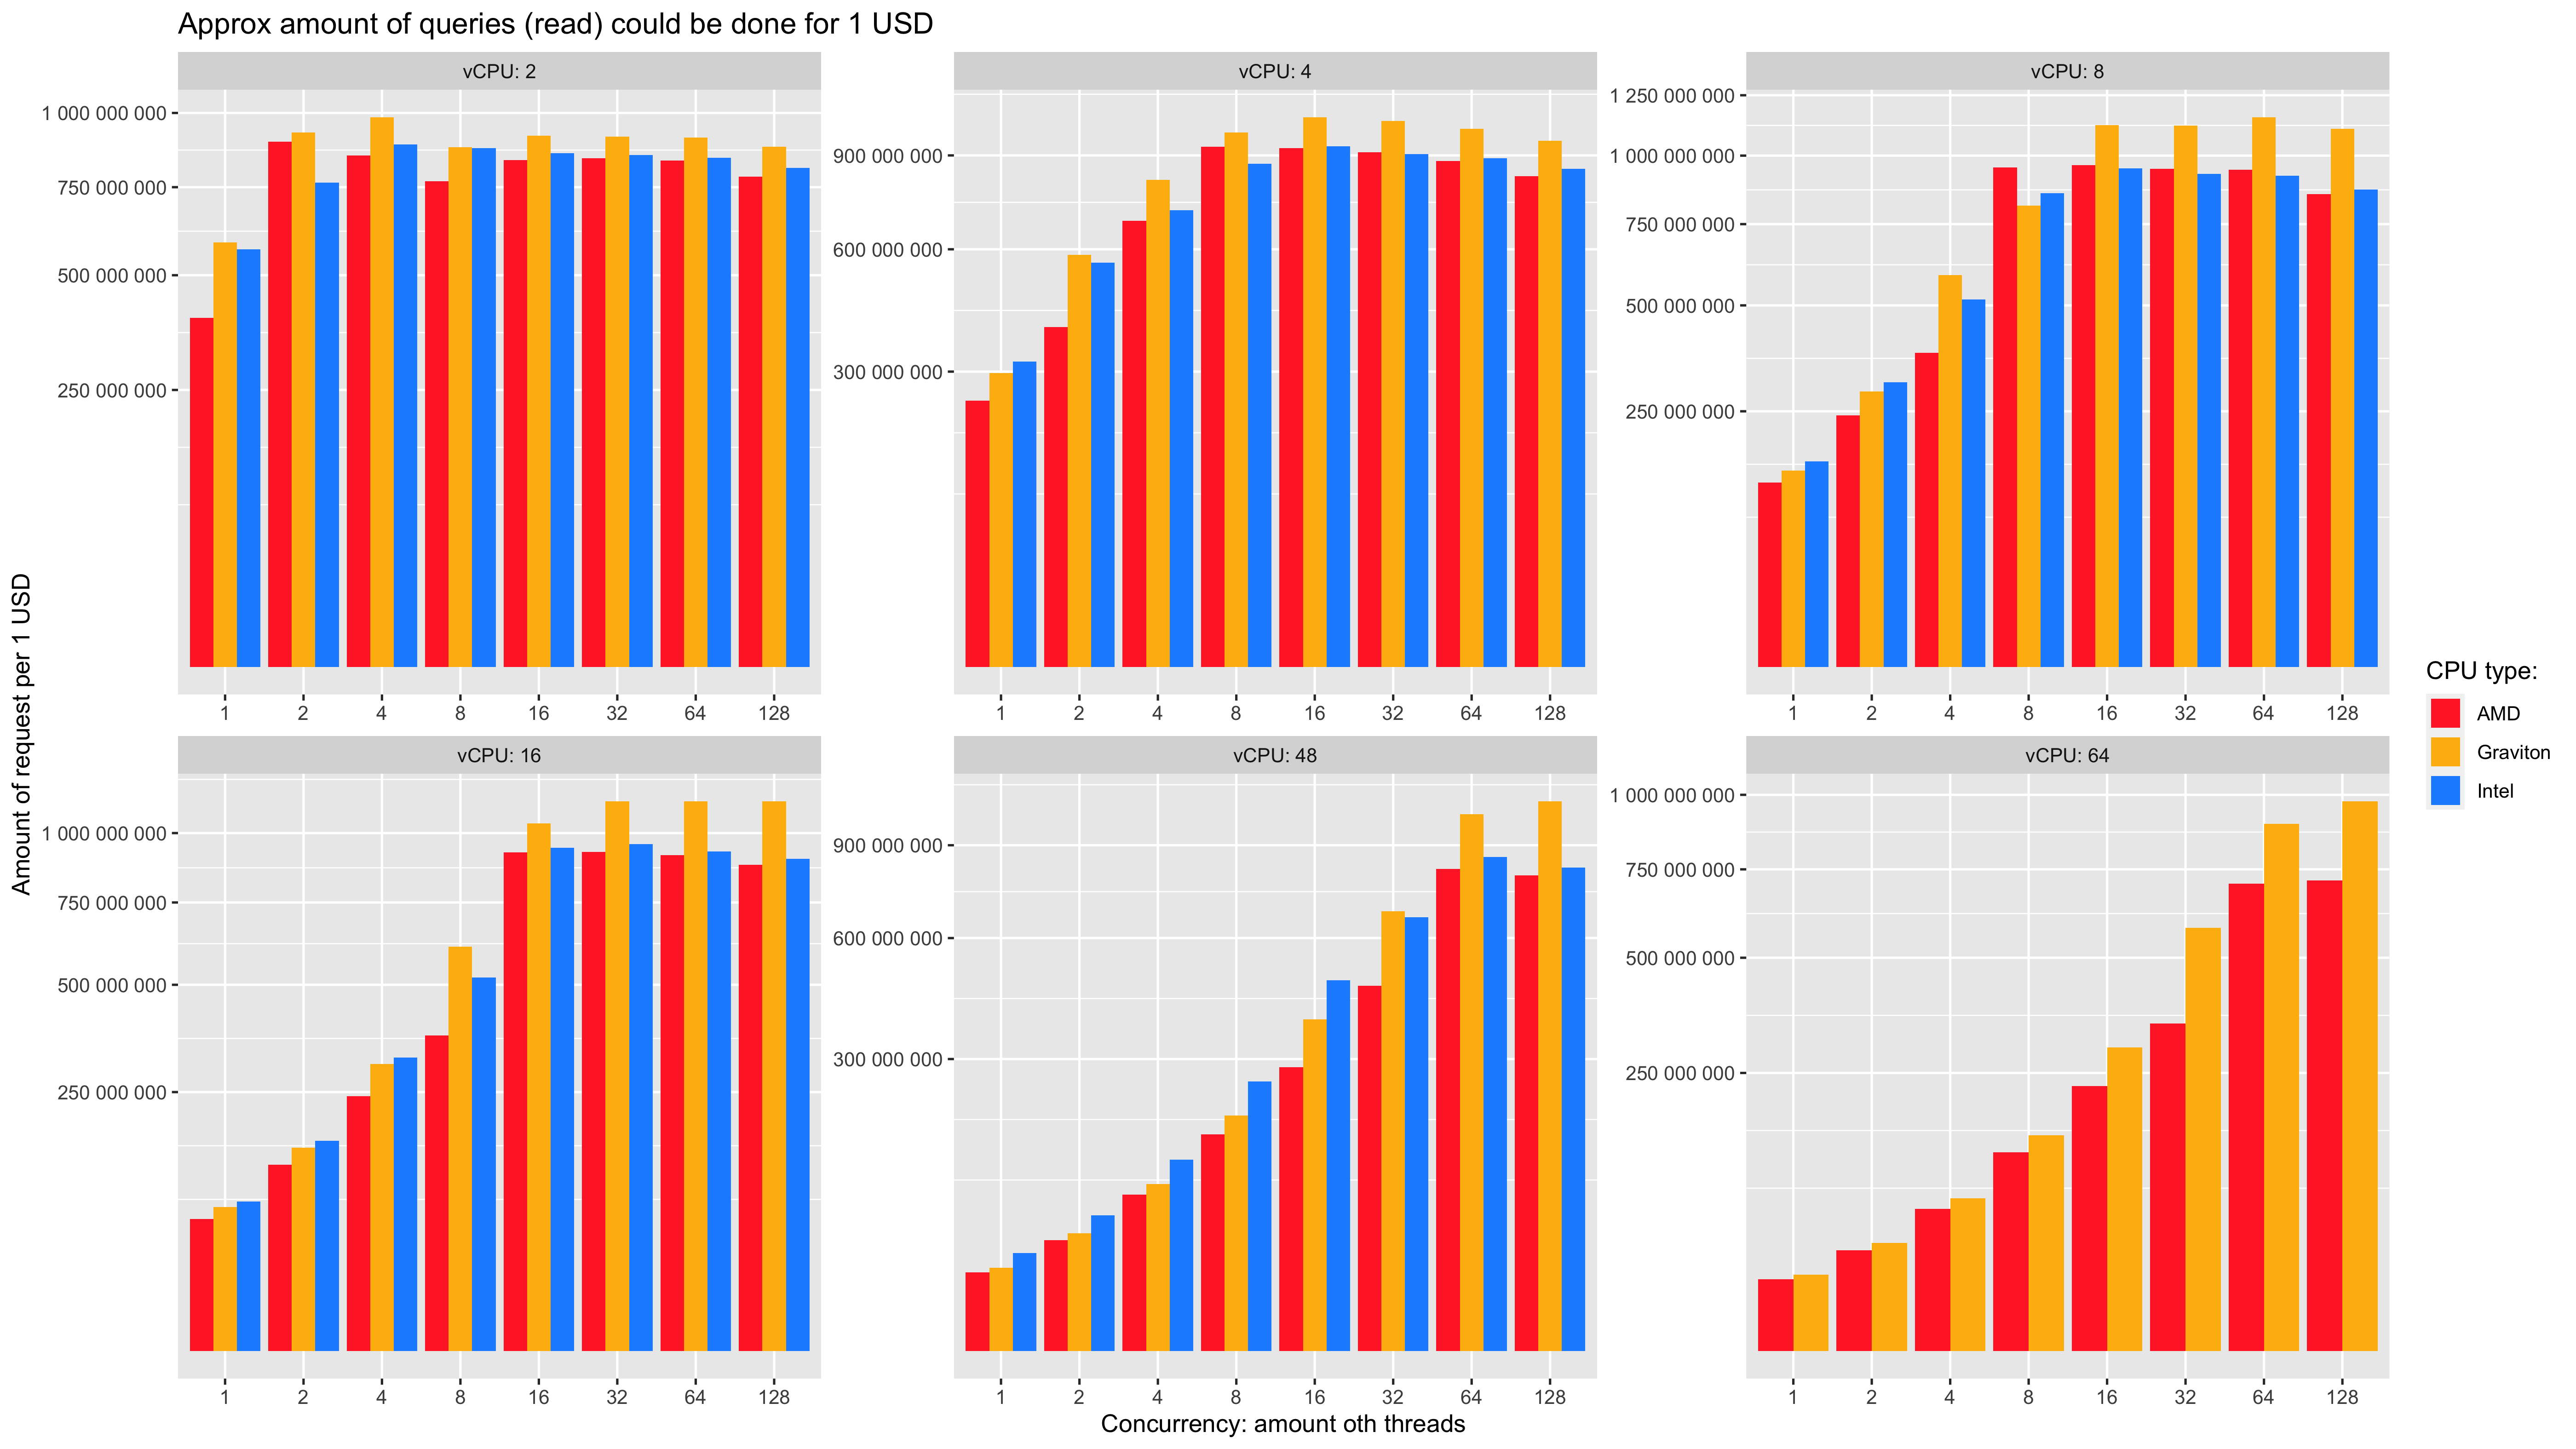 Approx amount of queries (read) could be done for 1 USD
vCPU: 2
1 000 000 000
750 000 000
500 000 000
250 000 000
1 2 4 8 16 32 64 128
vCPU: 4
900 000 000
600 000 000
300 000 000
1 2 4 8 16 32 64 128
vCPU: 8
1 250 000 000
1 000 000 000
750 000 000
500 000 000
250 000 000
1 2 4 8 16 32 64 128
vCPU: 16
1 000 000 000
750 000 000
500 000 000
250 000 000
1 2 4 8 16 32 64 128
vCPU: 48
900 000 000
600 000 000
300 000 000
1 2 4 8 16 32 64 128
vCPU: 64
1 000 000 000
750 000 000
500 000 000
250 000 000
1 2 4 8 16 32 64 128
Amount of request per 1 USD
Concurrency: amount oth threads
CPU type:
AMD
Graviton
Intel